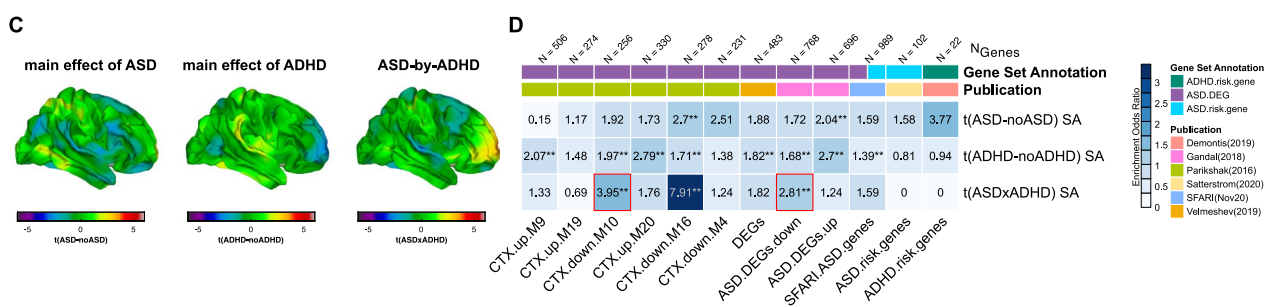 C
main effect of ASD
main effect of ADHD
ASD-by-ADHD
-5 0 5
t(ASD-noASD)
-5 0 5
t(ADHD-noADHD)
-5 0 5
t(ASDxADHD)
D
N = 506 N = 274 N = 256 N = 330 N = 278 N = 231 N = 483 N = 768 N = 696 N = 989 N = 102 N = 22
NGenes
Gene Set Annotation
Publication
0.15 1.17 1.92 1.73 2.7** 2.51 1.88 1.72 2.04** 1.59 1.58 3.77 t(ASD-noASD) SA
2.07** 1.48 1.97** 2.79** 1.71** 1.38 1.82** 1.68** 2.7** 1.39** 0.81 0.94 t(ADHD-noADHD) SA
1.33 0.69 3.95** 1.76 7.91** 1.24 1.82 2.81** 1.24 1.59 0 0 t(ASDxADHD) SA
CTX.up.M9
CTX.up.M19
CTX.down.M10
CTX.up.M20
CTX.down.M16
CTX.down.M4
DEGs
ASD.DEGs.down
ASD.DEGs.up
SFARI.ASD.genes
ASD.risk.genes
ADHD.risk.genes
Enrichment Odds Ratio
3
2.5
2
1.5
1
0.5
0
Gene Set Annotation
ADHD.risk.gene
ASD.DEG
ASD.risk.gene
Publication
Demontis(2019)
Gandal(2018)
Parikshak(2016)
Satterstrom(2020)
SFARI(Nov20)
Velmeshev(2019)